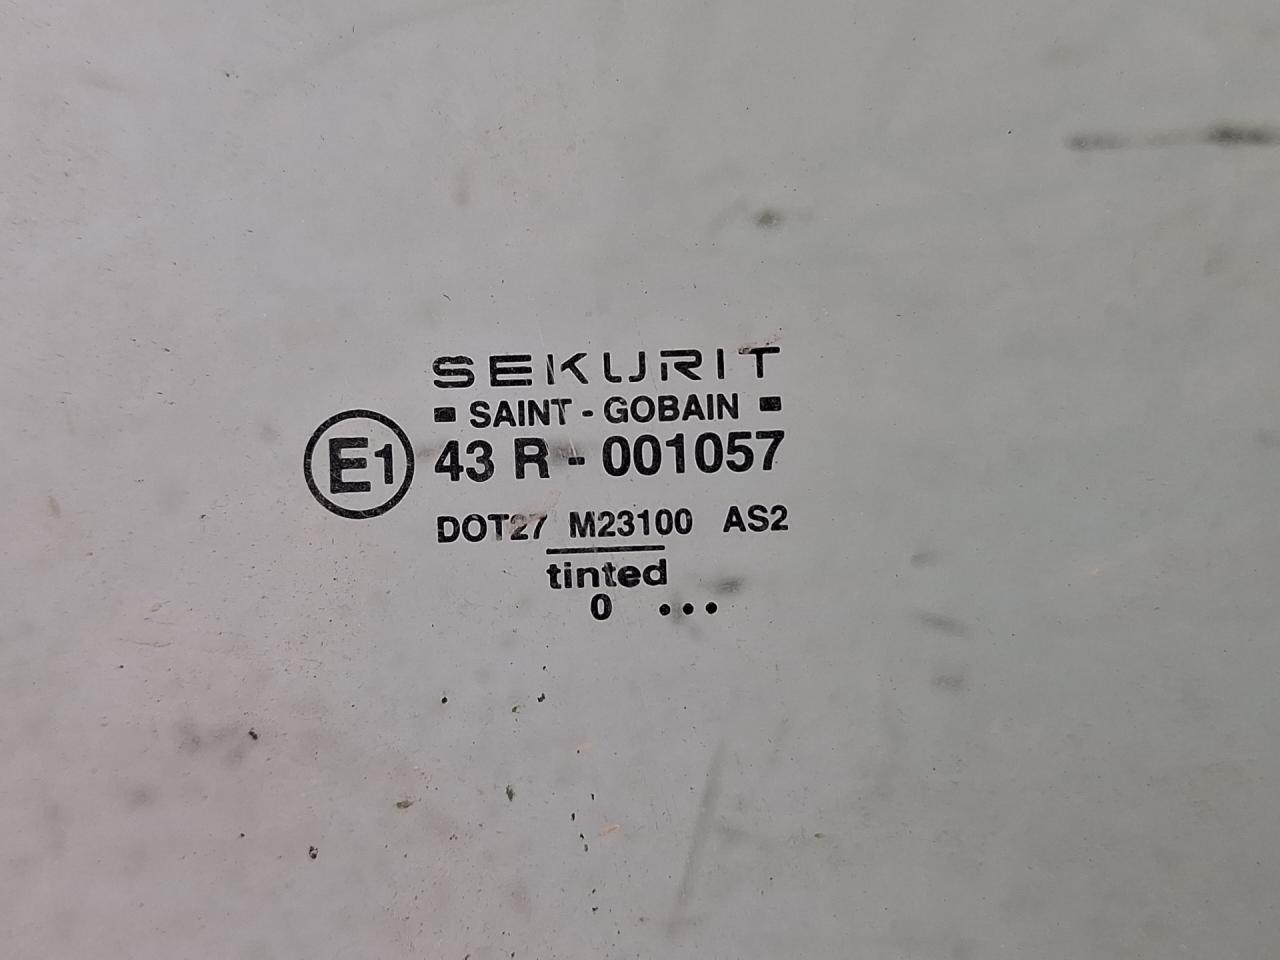 SEKURIT
SAINT - GOBAIN
E1 43 R - 001057
DOT27 M23100 AS2
tinted
0 •••